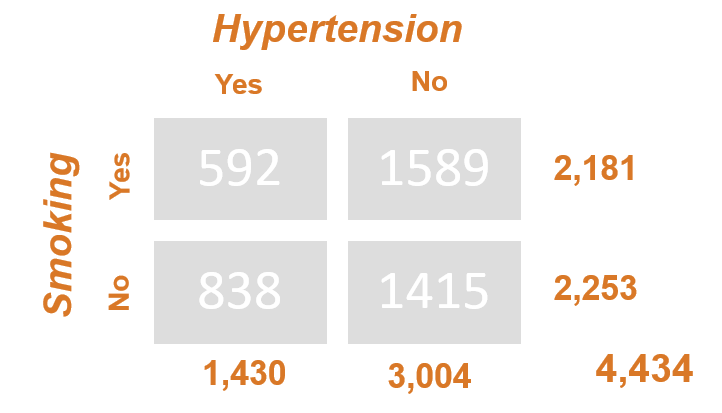 Hypertension
Yes No
Smoking
Yes 592 1589 2,181
No 838 1415 2,253
1,430 3,004 4,434